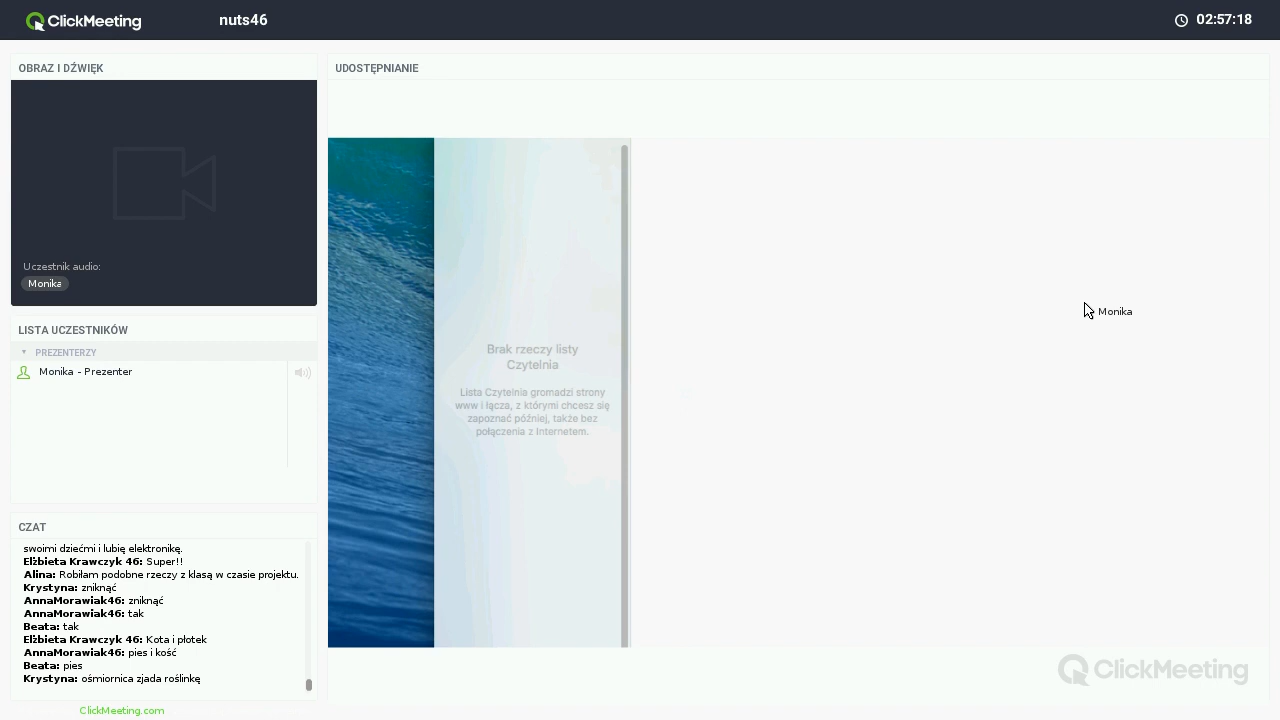 ClickMeeting
nuts46
02:57:18
OBRAZ I DŹWIĘK
Uczestnik audio:
Monika
LISTA UCZESTNIKÓW
PREZENTERZY
Monika - Prezenter
CZAT
swoimi dziećmi i lubię elektronikę.
Elżbieta Krawczyk 46: Super!!
Alina: Robiłam podobne rzeczy z klasą w czasie projektu.
Krystyna: zniknąć
AnnaMorawiak46: zniknąć
AnnaMorawiak46: tak
Beata: tak
Elżbieta Krawczyk 46: Kota i płotek
AnnaMorawiak46: pies i kość
Beata: pies
Krystyna: ośmiornica zjada roślinkę
ClickMeeting.com
UDOSTĘPNIANIE
Brak rzeczy listy
Czytelnia
Lista Czytelnia gromadzi strony
www i łącza, z którymi chcesz się
zapoznać później, także bez
połączenia z Internetem.
Monika
ClickMeeting